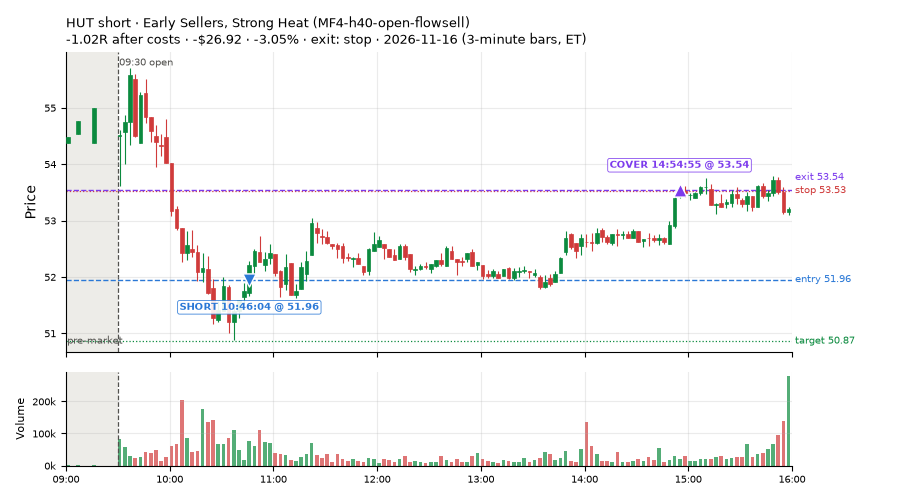 HUT short · Early Sellers, Strong Heat (MF4-h40-open-flowsell)
-1.02R after costs · -$26.92 · -3.05% · exit: stop · 2026-11-16 (3-minute bars, ET)
09:30 open
55
54
53
52
51
Price
COVER 14:54:55 @ 53.54
exit 53.54
stop 53.53
entry 51.96
SHORT 10:46:04 @ 51.96
pre-market
target 50.87
200k
100k
0k
Volume
09:00
10:00
11:00
12:00
13:00
14:00
15:00
16:00